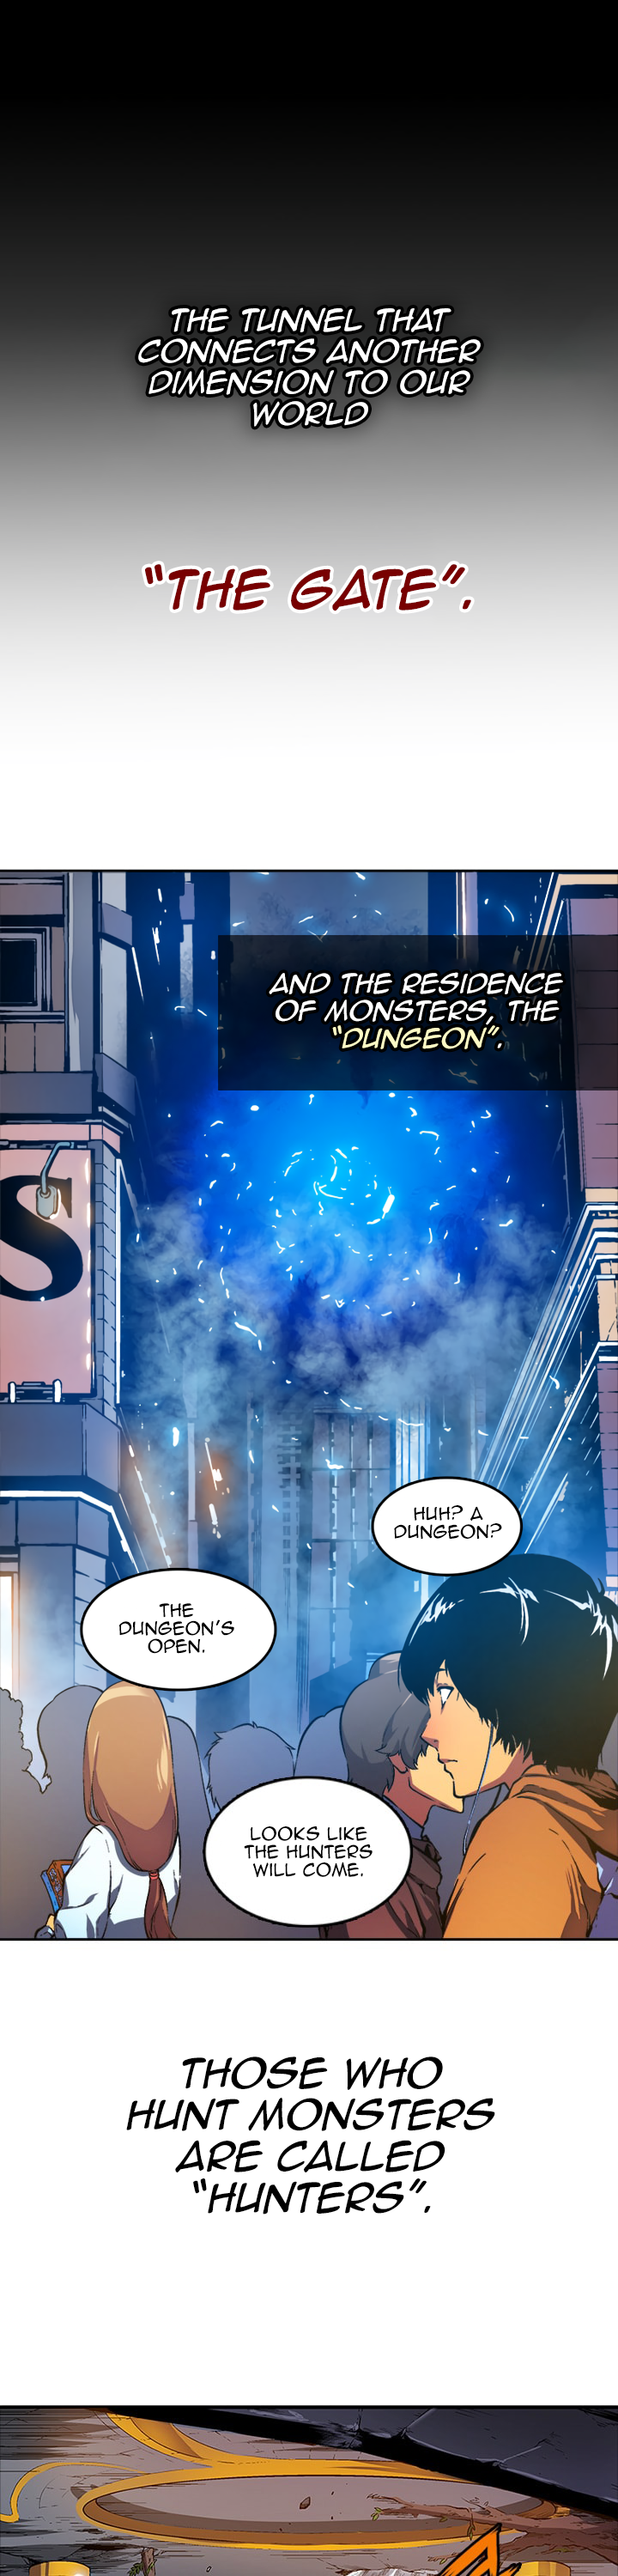 THE TUNNEL THAT
CONNECTS ANOTHER
DIMENSION TO OUR
WORLD
"THE GATE".
AND THE RESIDENCE
OF MONSTERS, THE
"DUNGEON".
S
HUH? A
DUNGEON?
THE
DUNGEON'S
OPEN.
LOOKS LIKE
THE HUNTERS
WILL COME.
THOSE WHO
HUNT MONSTERS
ARE CALLED
"HUNTERS".